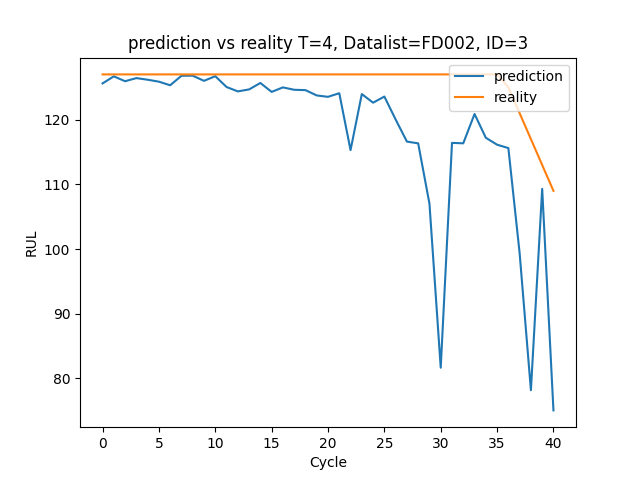 prediction vs reality T=4, Datalist=FD002, ID=3
prediction
reality
120
110
100
90
80
RUL
0 5 10 15 20 25 30 35 40
Cycle